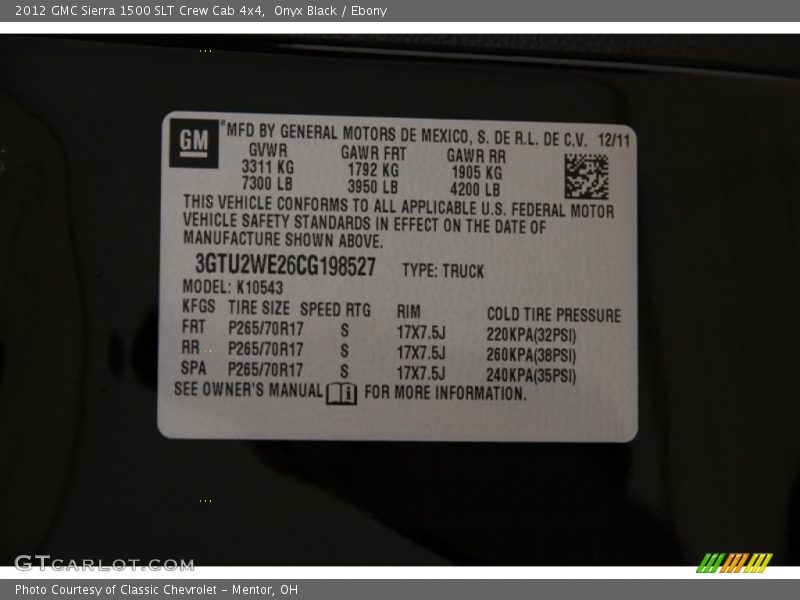 2012 GMC Sierra 1500 SLT Crew Cab 4x4, Onyx Black / Ebony
GM
*MFD BY GENERAL MOTORS DE MEXICO, S. DE R.L. DE C.V. 12/11
GVWR GAWR FRT GAWR RR
3311 KG 1792 KG 1905 KG
7300 LB 3950 LB 4200 LB
THIS VEHICLE CONFORMS TO ALL APPLICABLE U.S. FEDERAL MOTOR
VEHICLE SAFETY STANDARDS IN EFFECT ON THE DATE OF
MANUFACTURE SHOWN ABOVE.
3GTU2WE26CG198527 TYPE: TRUCK
MODEL: K10543
KFGS TIRE SIZE SPEED RTG RIM COLD TIRE PRESSURE
FRT P265/70R17 S 17X7.5J 220KPA(32PSI)
RR P265/70R17 S 17X7.5J 260KPA(38PSI)
SPA P265/70R17 S 17X7.5J 240KPA(35PSI)
SEE OWNER'S MANUAL i FOR MORE INFORMATION.
GTCARLOT.COM
Photo Courtesy of Classic Chevrolet - Mentor, OH